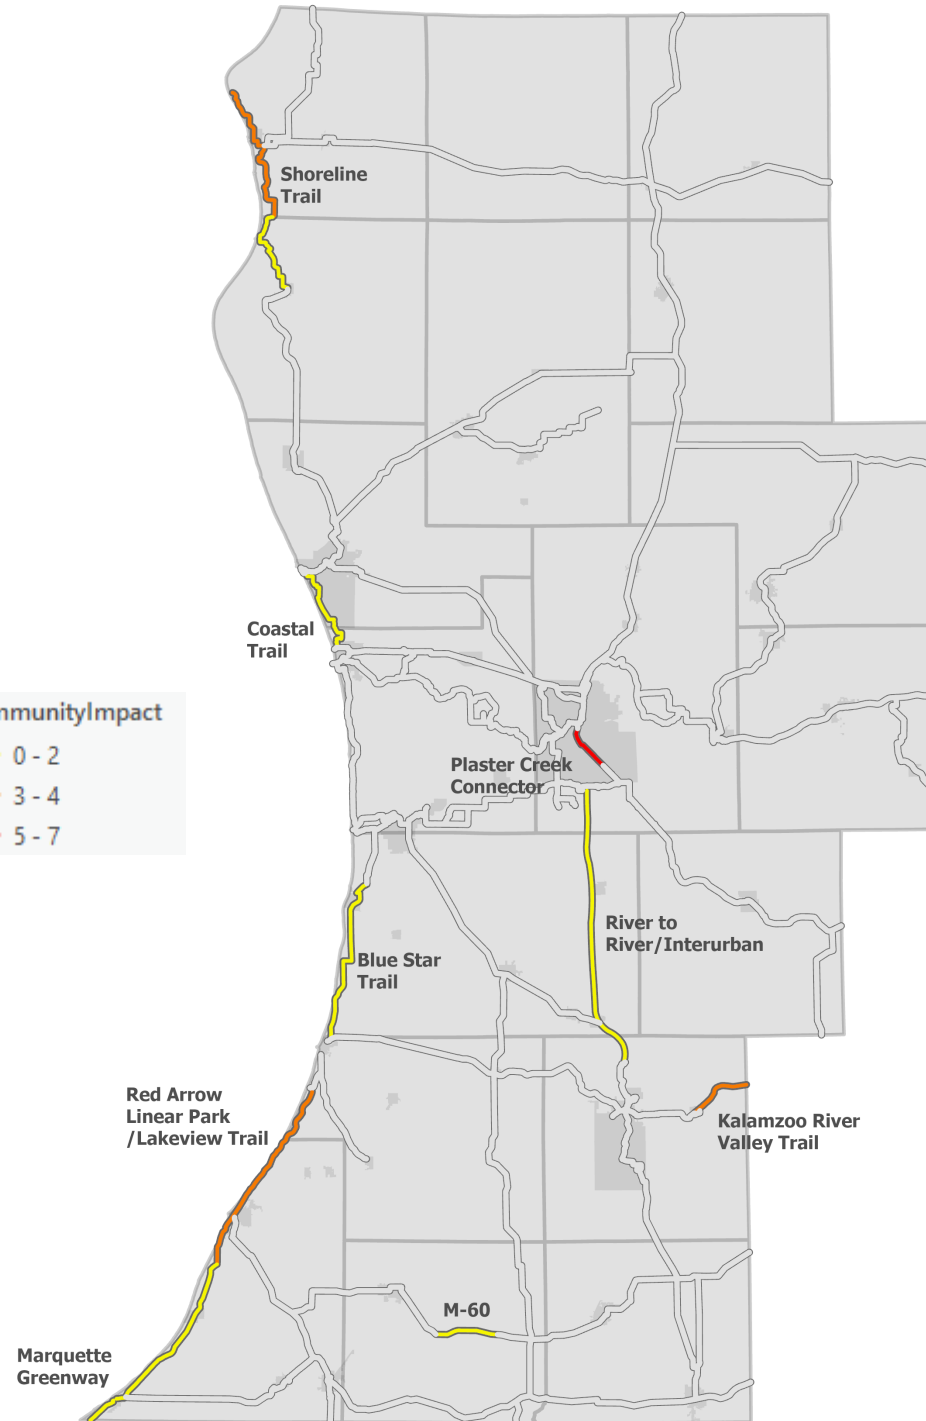 Shoreline
Trail
Coastal
Trail
mmunityImpact
0 - 2
3 - 4
5 - 7
Plaster Creek
Connector
River to
River/Interurban
Blue Star
Trail
Red Arrow
Linear Park
/Lakeview Trail
Kalamzoo River
Valley Trail
M-60
Marquette
Greenway